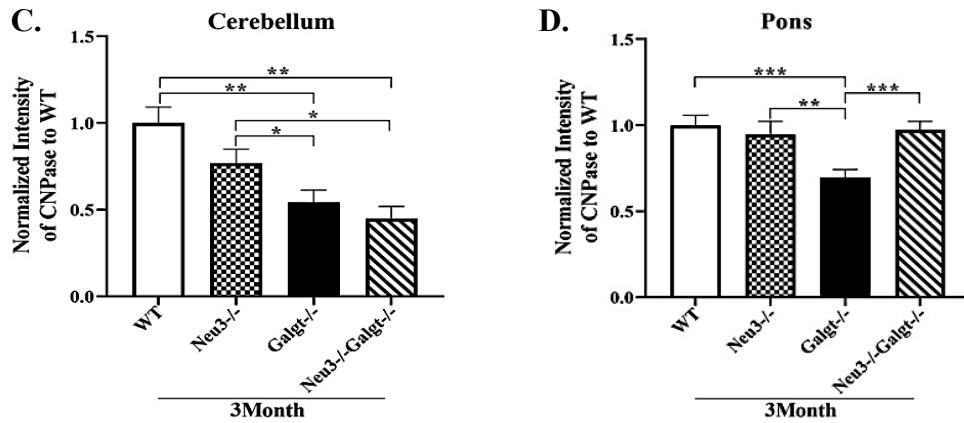 C.
Cerebellum
Normalized Intensity
of CNPase to WT
1.5
1.0
0.5
0.0
**
**
*
*
WT
Neu3-/-
Galgt-/-
Neu3-/-Galgt-/-
3Month
D.
Pons
Normalized Intensity
of CNPase to WT
1.5
1.0
0.5
0.0
***
***
**
WT
Neu3-/-
Galgt-/-
Neu3-/-Galgt-/-
3Month